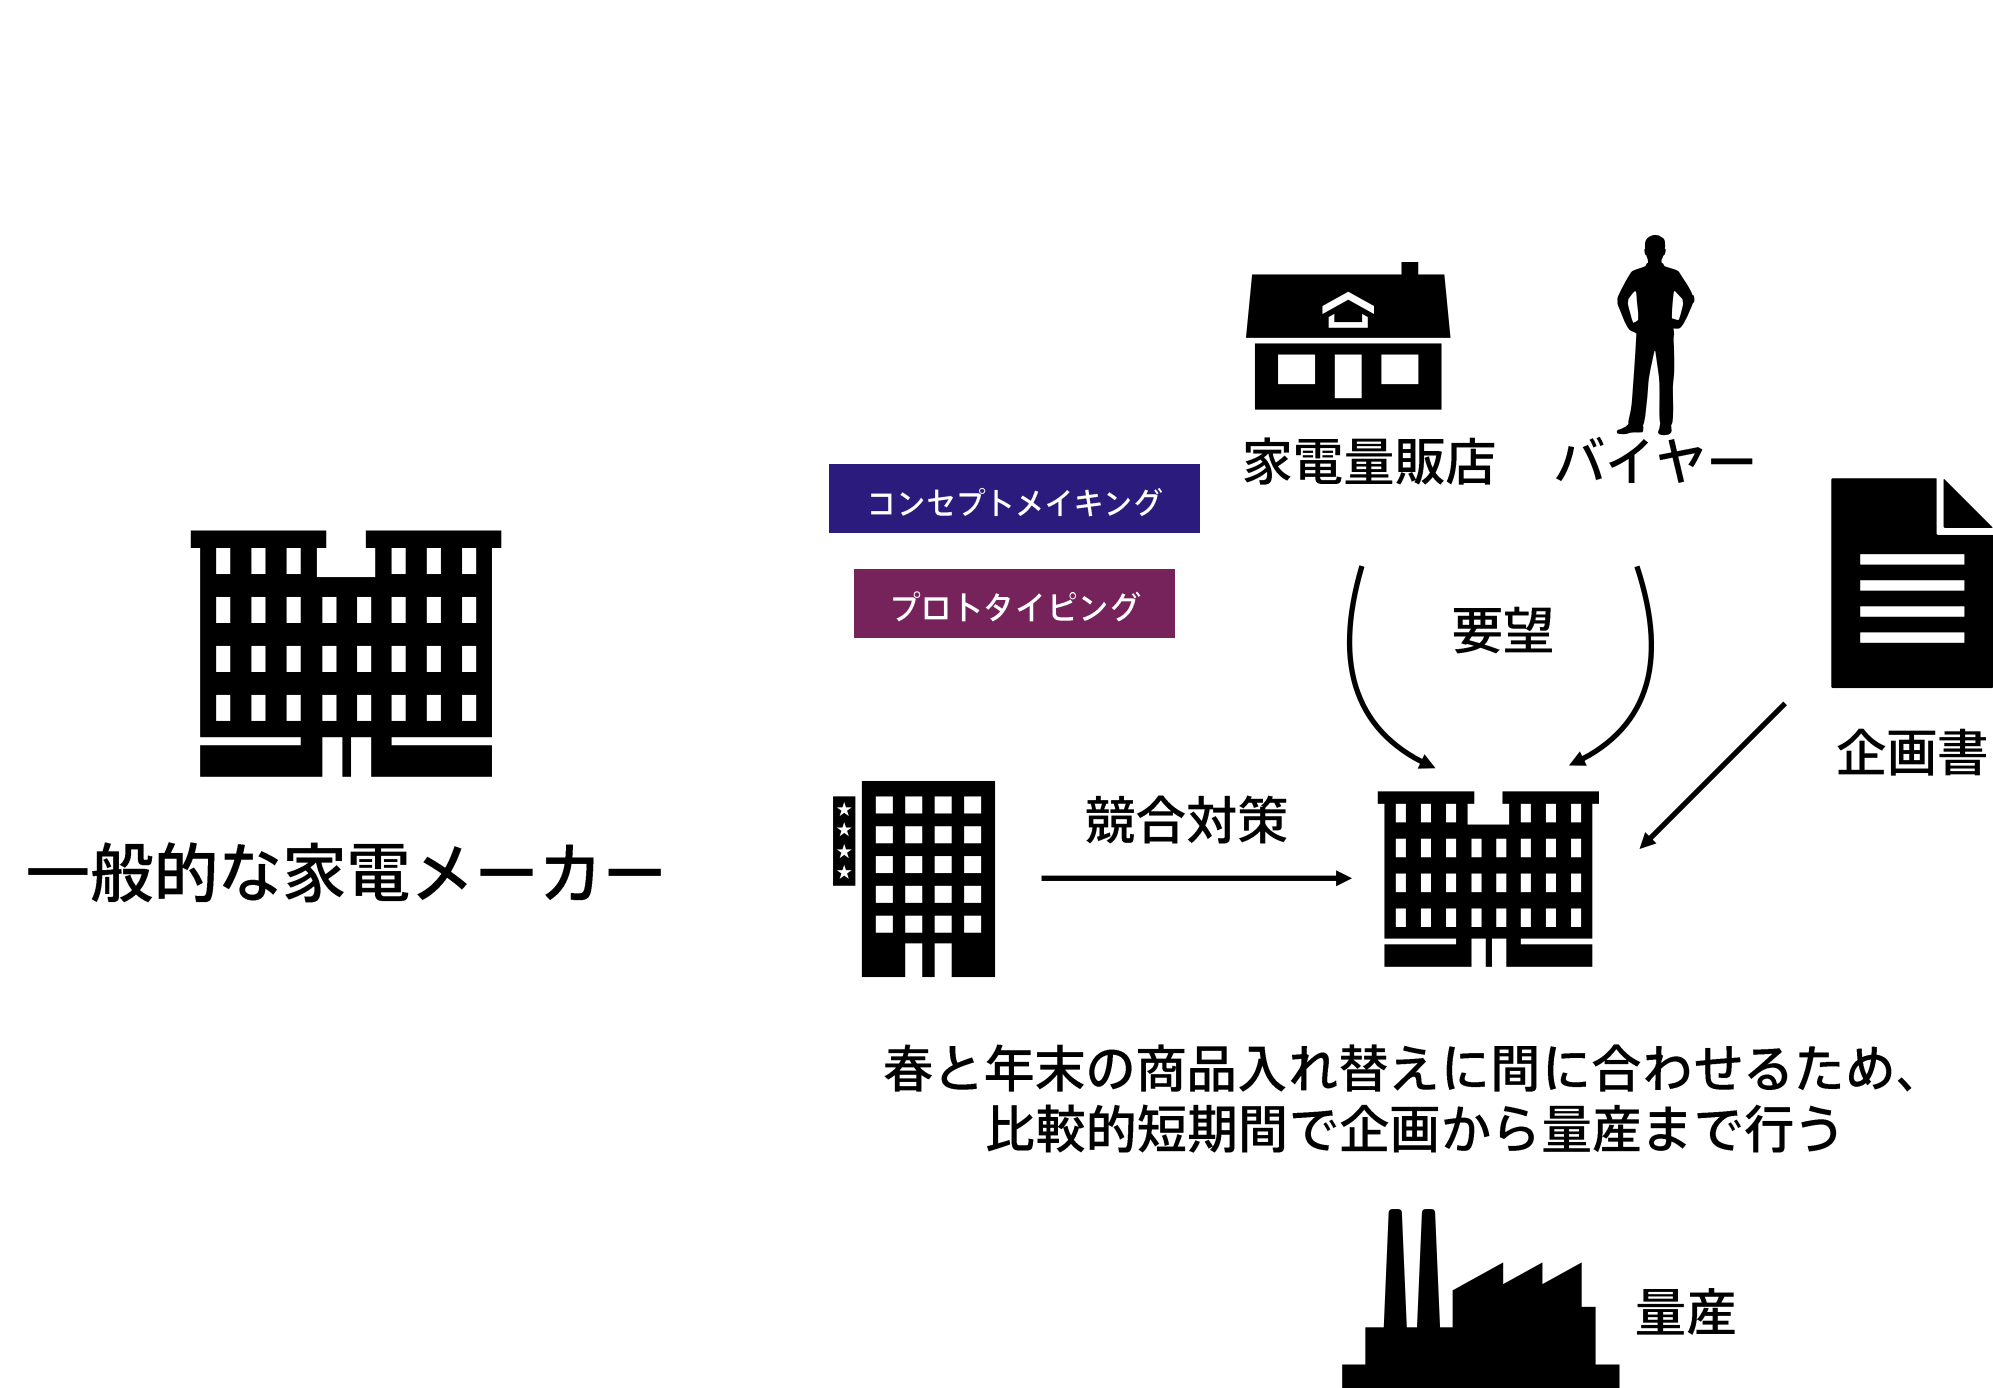 家電量販店
バイヤー
コンセプトメイキング
プロトタイピング
要望
企画書
競合対策
一般的な家電メーカー
春と年末の商品入れ替えに間に合わせるため、
比較的短期間で企画から量産まで行う
量産